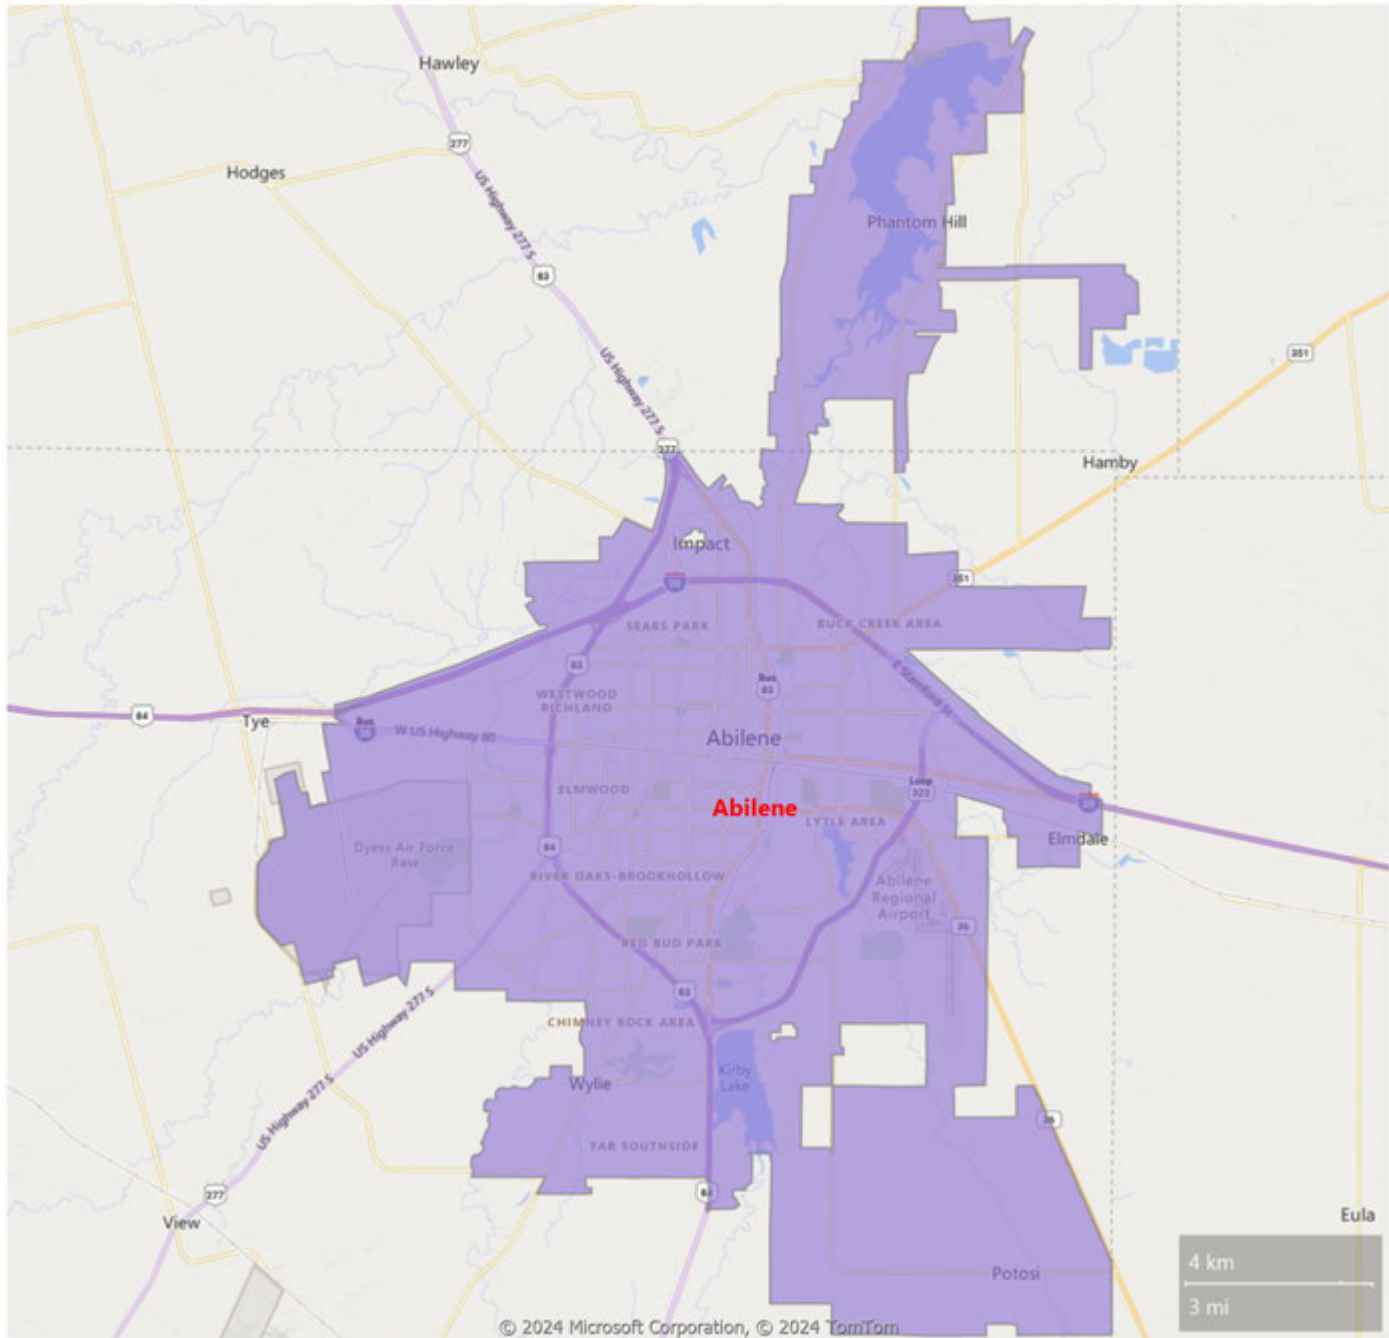 Hawley
277
Hodges
US Highway 277 S
Phantom Hill
83
351
US Highway 277 S
277
Hamby
Impact
20
351
SEARS PARK
BUCK CREEK AREA
83
E Stamford St
Bus
83
WESTWOOD
RICHLAND
84
Tye
Bus
20
W US Highway 80
Abilene
ELMWOOD
Loop
322
Abilene
20
LYTLE AREA
Elmdale
Dyess Air Force
Base
84
RIVER OAKS-BROOKHOLLOW
Abilene
Regional
Airport
36
RED BUD PARK
83
US Highway 277 S
CHIMNEY ROCK AREA
Kirby
Lake
Wylie
US Highway 277 S
36
FAR SOUTHSIDE
277
84
View
Eula
Potosi
4 km
3 mi
© 2024 Microsoft Corporation, © 2024 TomTom